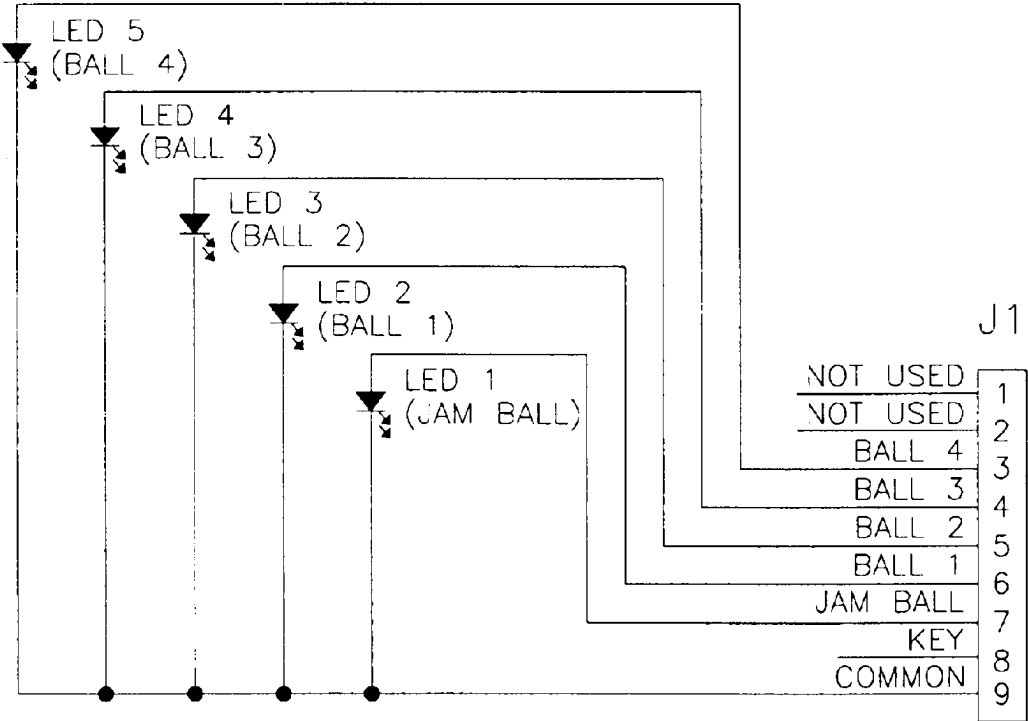 LED 5
(BALL 4)
LED 4
(BALL 3)
LED 3
(BALL 2)
LED 2
(BALL 1)
LED 1
(JAM BALL)
J1
NOT USED 1
NOT USED 2
BALL 4 3
BALL 3 4
BALL 2 5
BALL 1 6
JAM BALL 7
KEY 8
COMMON 9